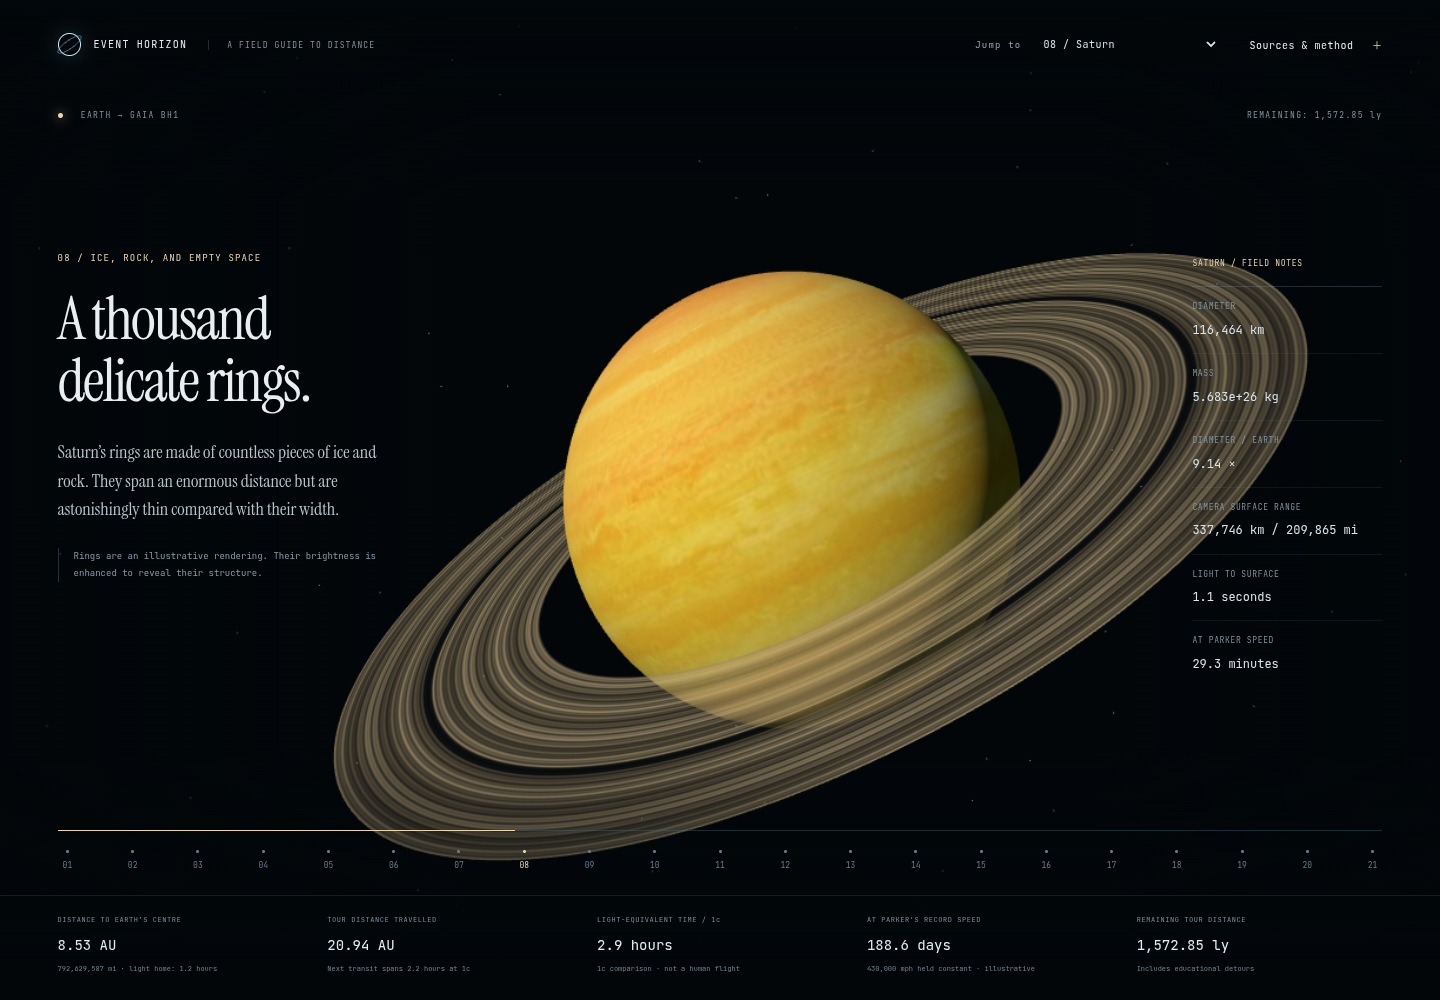 EVENT HORIZON
A FIELD GUIDE TO DISTANCE
Jump to
08 / Saturn
Sources & method +
EARTH → GAIA BH1
REMAINING: 1,572.85 ly
08 / ICE, ROCK, AND EMPTY SPACE
A thousand
delicate rings.
Saturn’s rings are made of countless pieces of ice and
rock. They span an enormous distance but are
astonishingly thin compared with their width.
Rings are an illustrative rendering. Their brightness is
enhanced to reveal their structure.
SATURN / FIELD NOTES
DIAMETER
116,464 km
MASS
5.683e+26 kg
DIAMETER / EARTH
9.14 ×
CAMERA SURFACE RANGE
337,746 km / 209,865 mi
LIGHT TO SURFACE
1.1 seconds
AT PARKER SPEED
29.3 minutes
01 02 03 04 05 06 07 08 09 10 11 12 13 14 15 16 17 18 19 20 21
DISTANCE TO EARTH’S CENTRE
8.53 AU
792,629,587 mi · light home: 1.2 hours
TOUR DISTANCE TRAVELLED
20.94 AU
Next transit spans 2.2 hours at 1c
LIGHT-EQUIVALENT TIME / 1c
2.9 hours
1c comparison · not a human flight
AT PARKER’S RECORD SPEED
188.6 days
430,000 mph held constant · illustrative
REMAINING TOUR DISTANCE
1,572.85 ly
Includes educational detours